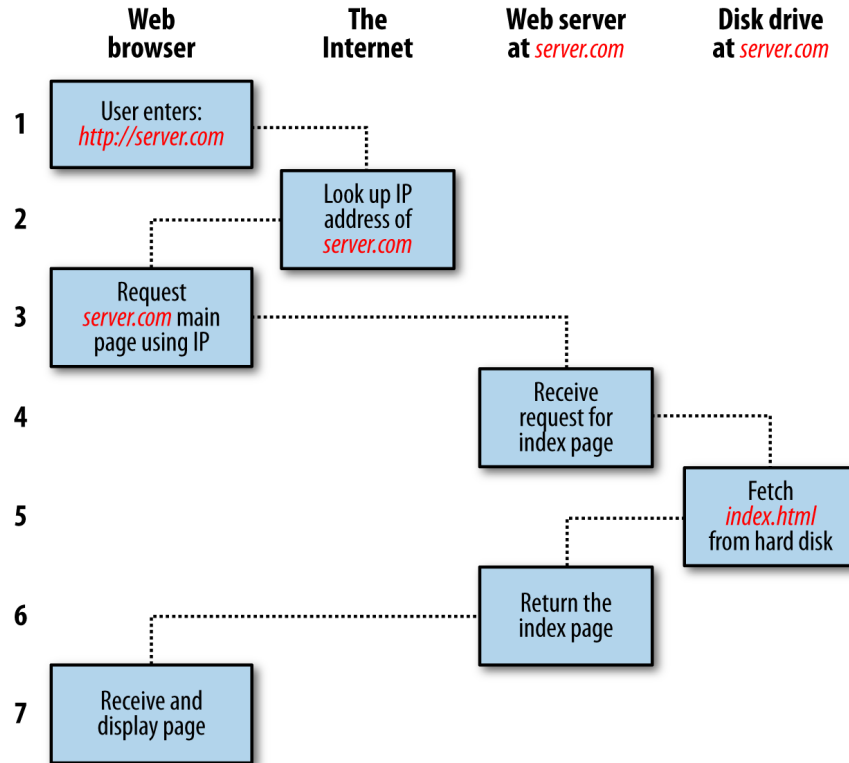 Web
browser
The
Internet
Web server
at server.com
Disk drive
at server.com
1
User enters:
http://server.com
2
Look up IP
address of
server.com
3
Request
server.com main
page using IP
4
Receive
request for
index page
5
Fetch
index.html
from hard disk
6
Return the
index page
7
Receive and
display page